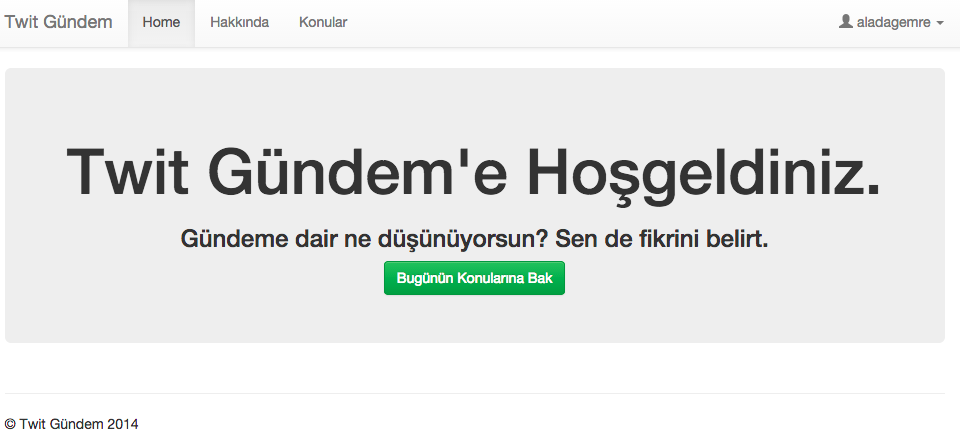 Twit Gündem Home Hakkında Konular aladagemre
Twit Gündem'e Hoşgeldiniz.
Gündeme dair ne düşünüyorsun? Sen de fikrini belirt.
Bugünün Konularına Bak
© Twit Gündem 2014